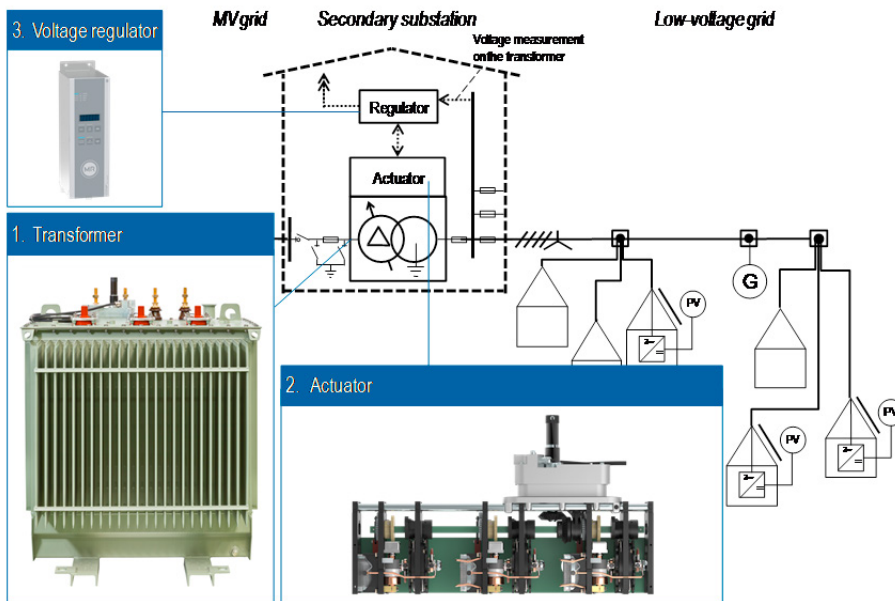 MV grid
Secondary substation
Low-voltage grid
3. Voltage regulator
Voltage measurement
on the transformer
Regulator
Actuator
1. Transformer
G
PV
2. Actuator
PV
PV
MR